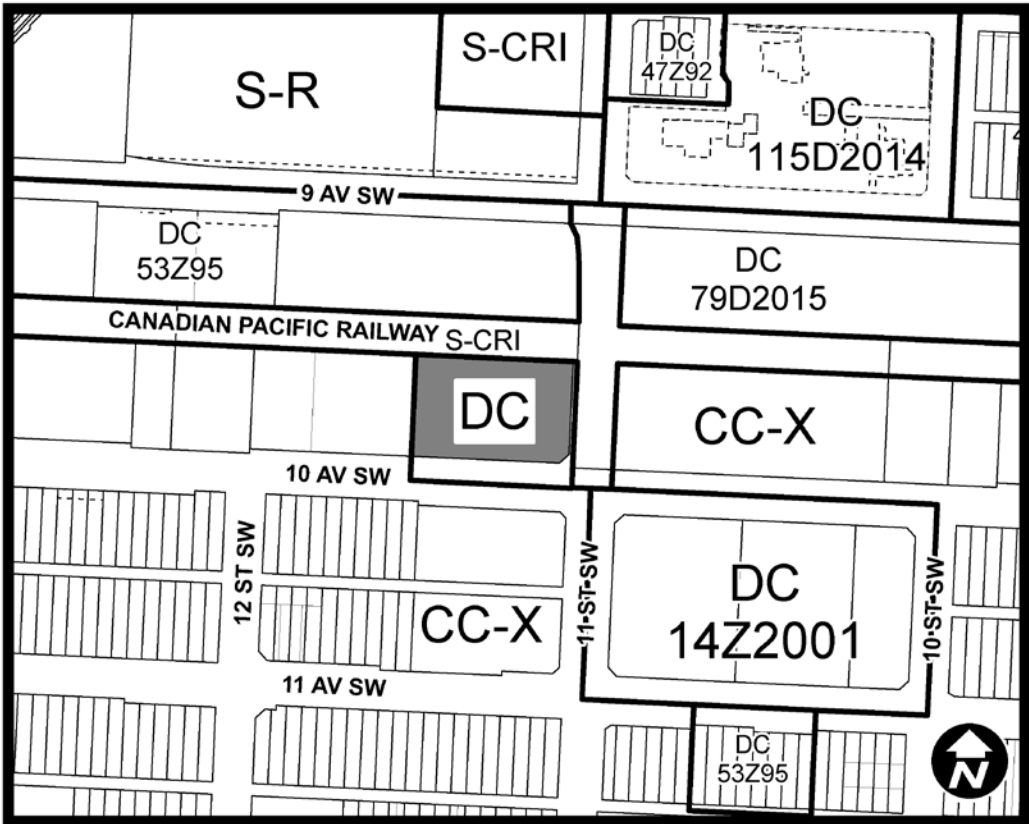 S-R
S-CRI
DC
47Z92
DC
115D2014
9 AV SW
DC
53Z95
DC
79D2015
CANADIAN PACIFIC RAILWAY
S-CRI
DC
CC-X
10 AV SW
12 ST SW
CC-X
11 ST SW
DC
14Z2001
10 ST SW
11 AV SW
DC
53Z95
N